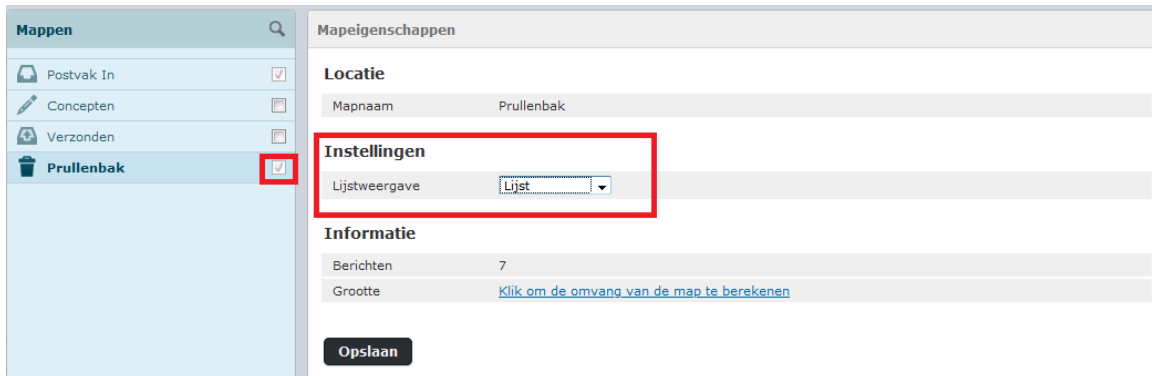 Mappen
Postvak In
Concepten
Verzonden
Prullenbak
Mapeigenschappen
Locatie
Mapnaam Prullenbak
Instellingen
Lijstweergave Lijst
Informatie
Berichten 7
Grootte Klik om de omvang van de map te berekenen
Opslaan